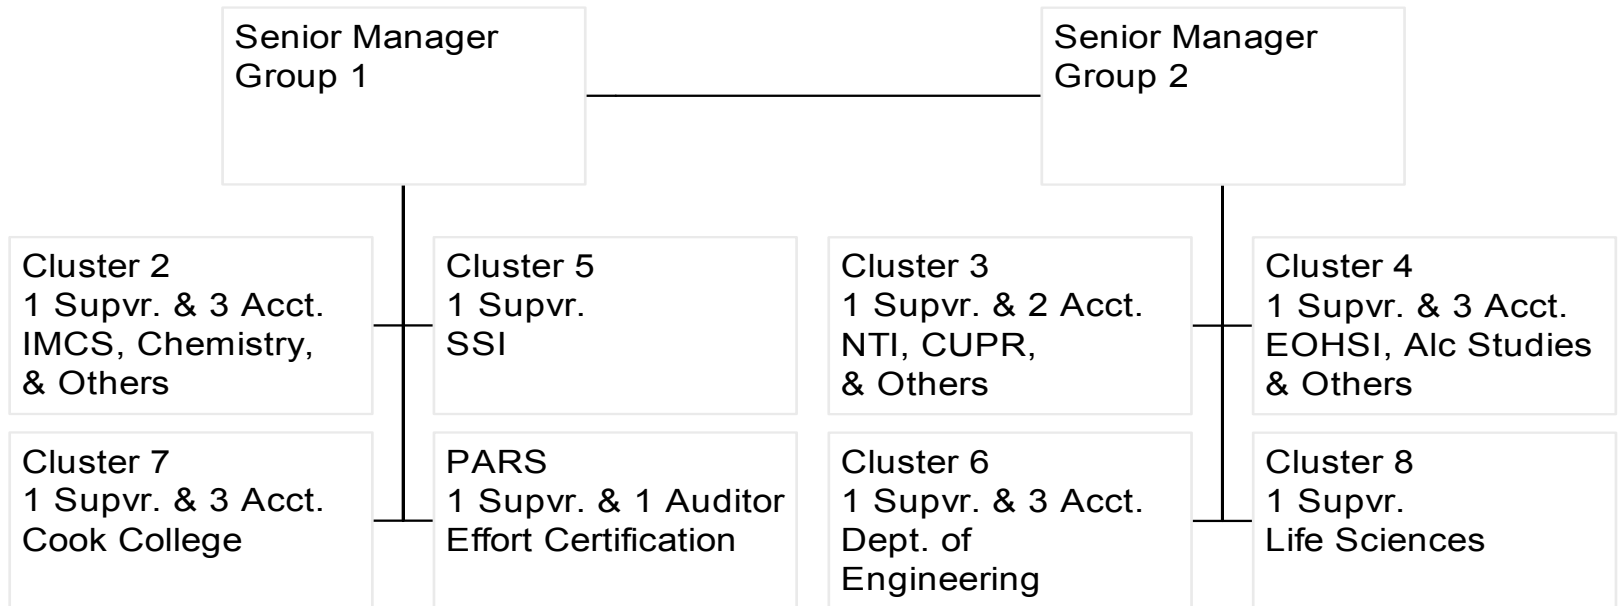 Senior Manager
Group 1
Senior Manager
Group 2
Cluster 2
1 Supvr. & 3 Acct.
IMCS, Chemistry,
& Others
Cluster 5
1 Supvr.
SSI
Cluster 3
1 Supvr. & 2 Acct.
NTI, CUPR,
& Others
Cluster 4
1 Supvr. & 3 Acct.
EOHSI, Alc Studies
& Others
Cluster 7
1 Supvr. & 3 Acct.
Cook College
PARS
1 Supvr. & 1 Auditor
Effort Certification
Cluster 6
1 Supvr. & 3 Acct.
Dept. of
Engineering
Cluster 8
1 Supvr.
Life Sciences